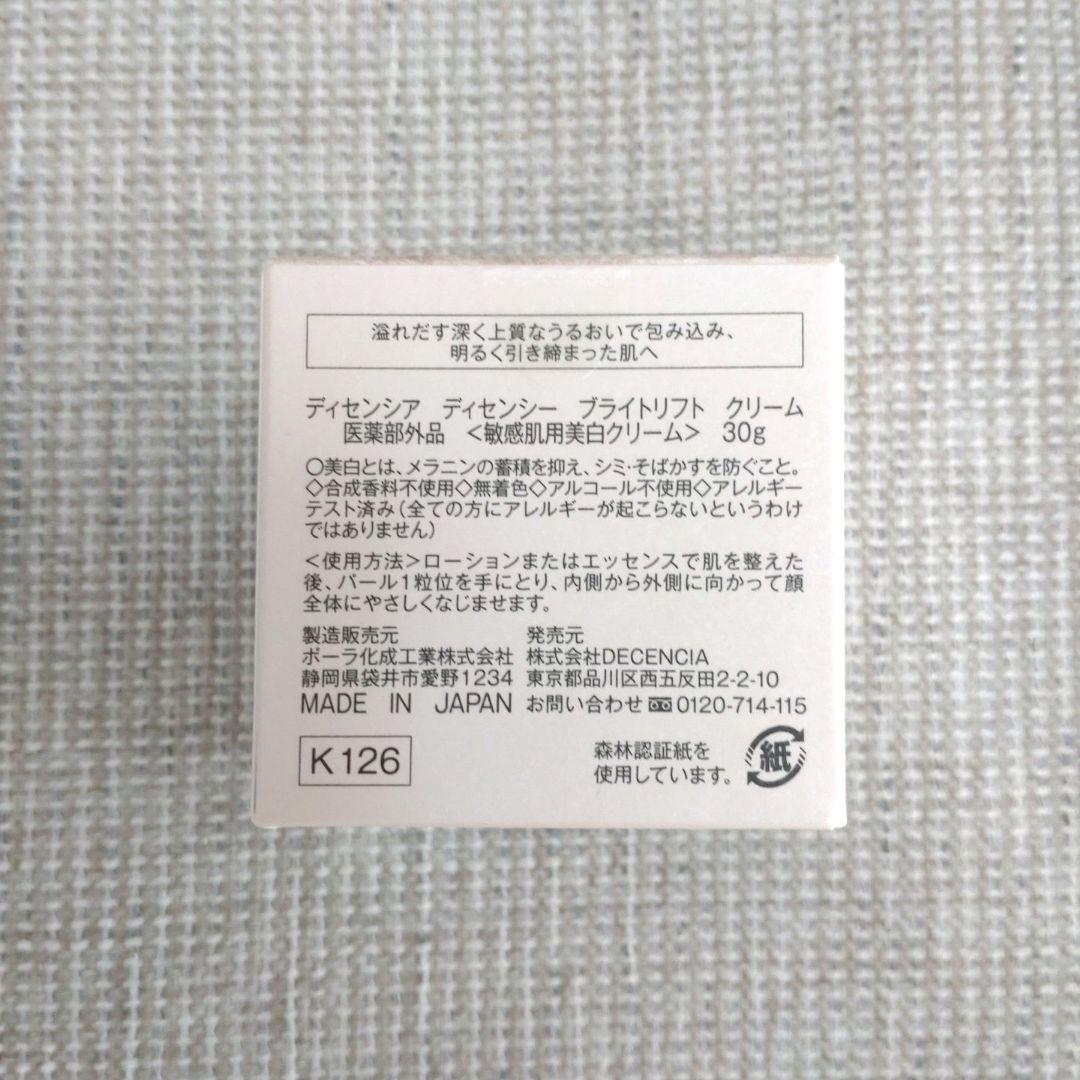 溢れだす深く上質なうるおいで包み込み、
明るく引き締まった肌へ
ディセンシア ディセンシー ブライトリフト クリーム
医薬部外品 <敏感肌用美白クリーム> 30g
○美白とは、メラニンの蓄積を抑え、シミ・そばかすを防ぐこと。
◇合成香料不使用◇無着色◇アルコール不使用◇アレルギー
テスト済み(全ての方にアレルギーが起こらないというわけ
ではありません)
<使用方法>ローションまたはエッセンスで肌を整えた
後、パール1粒位を手にとり、内側から外側に向かって顔
全体にやさしくなじませます。
製造販売元
ポーラ化成工業株式会社
静岡県袋井市愛野1234
MADE IN JAPAN
発売元
株式会社DECENCIA
東京都品川区西五反田2-2-10
お問い合わせ 0120-714-115
K126
森林認証紙を
使用しています。
紙